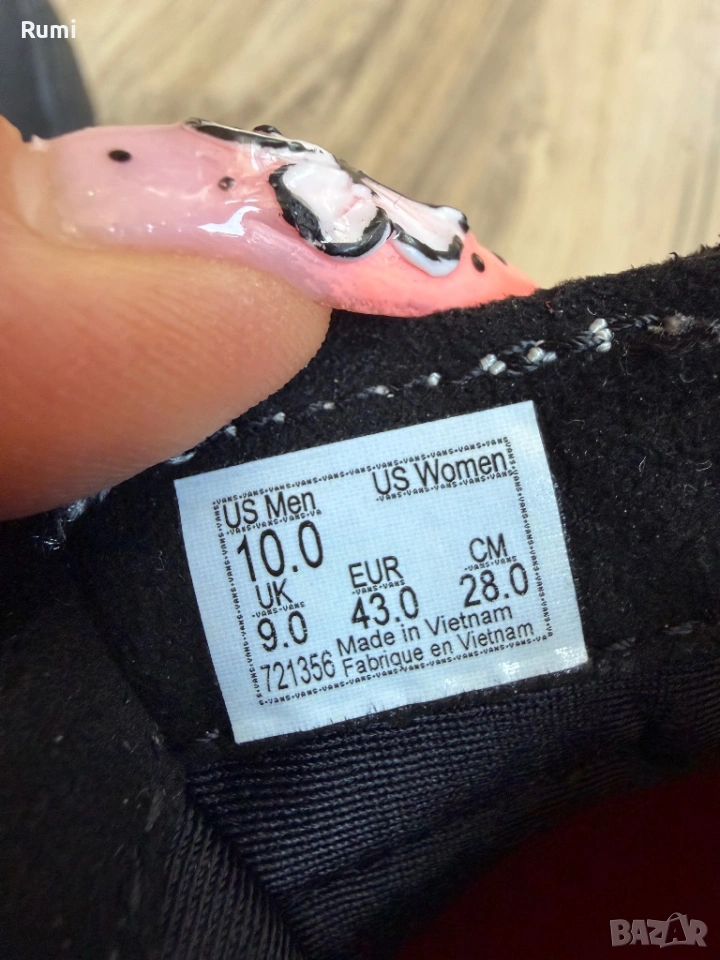 Rumi
US Men US Women
10.0
UK EUR CM
9.0 43.0 28.0
Made in Vietnam
721356 Fabrique en Vietnam
BAZAR